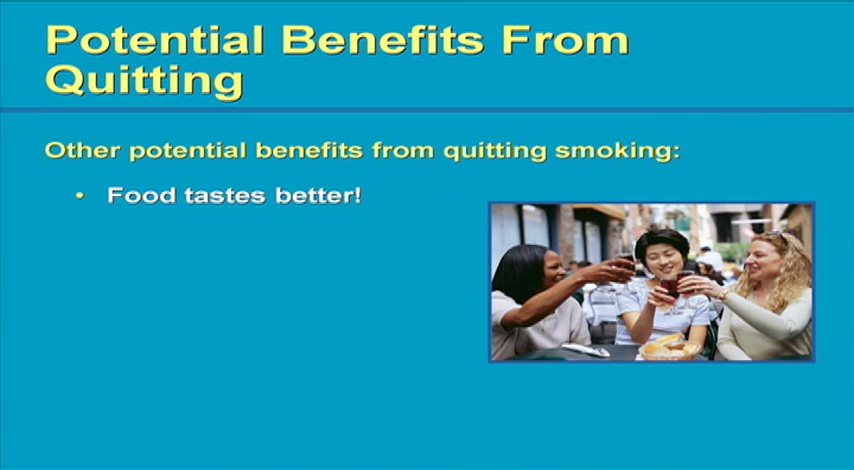 Potential Benefits From
Quitting
Other potential benefits from quitting smoking:
• Food tastes better!